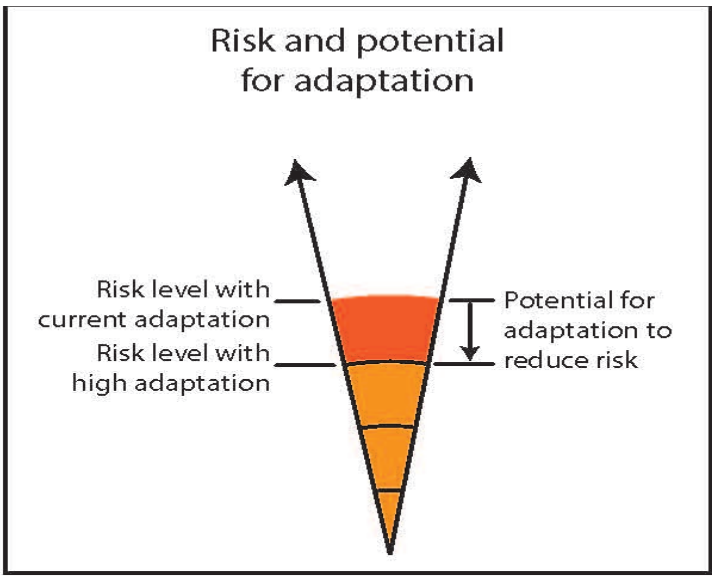 Risk and potential
for adaptation
Risk level with
current adaptation
Risk level with
high adaptation
Potential for
adaptation to
reduce risk